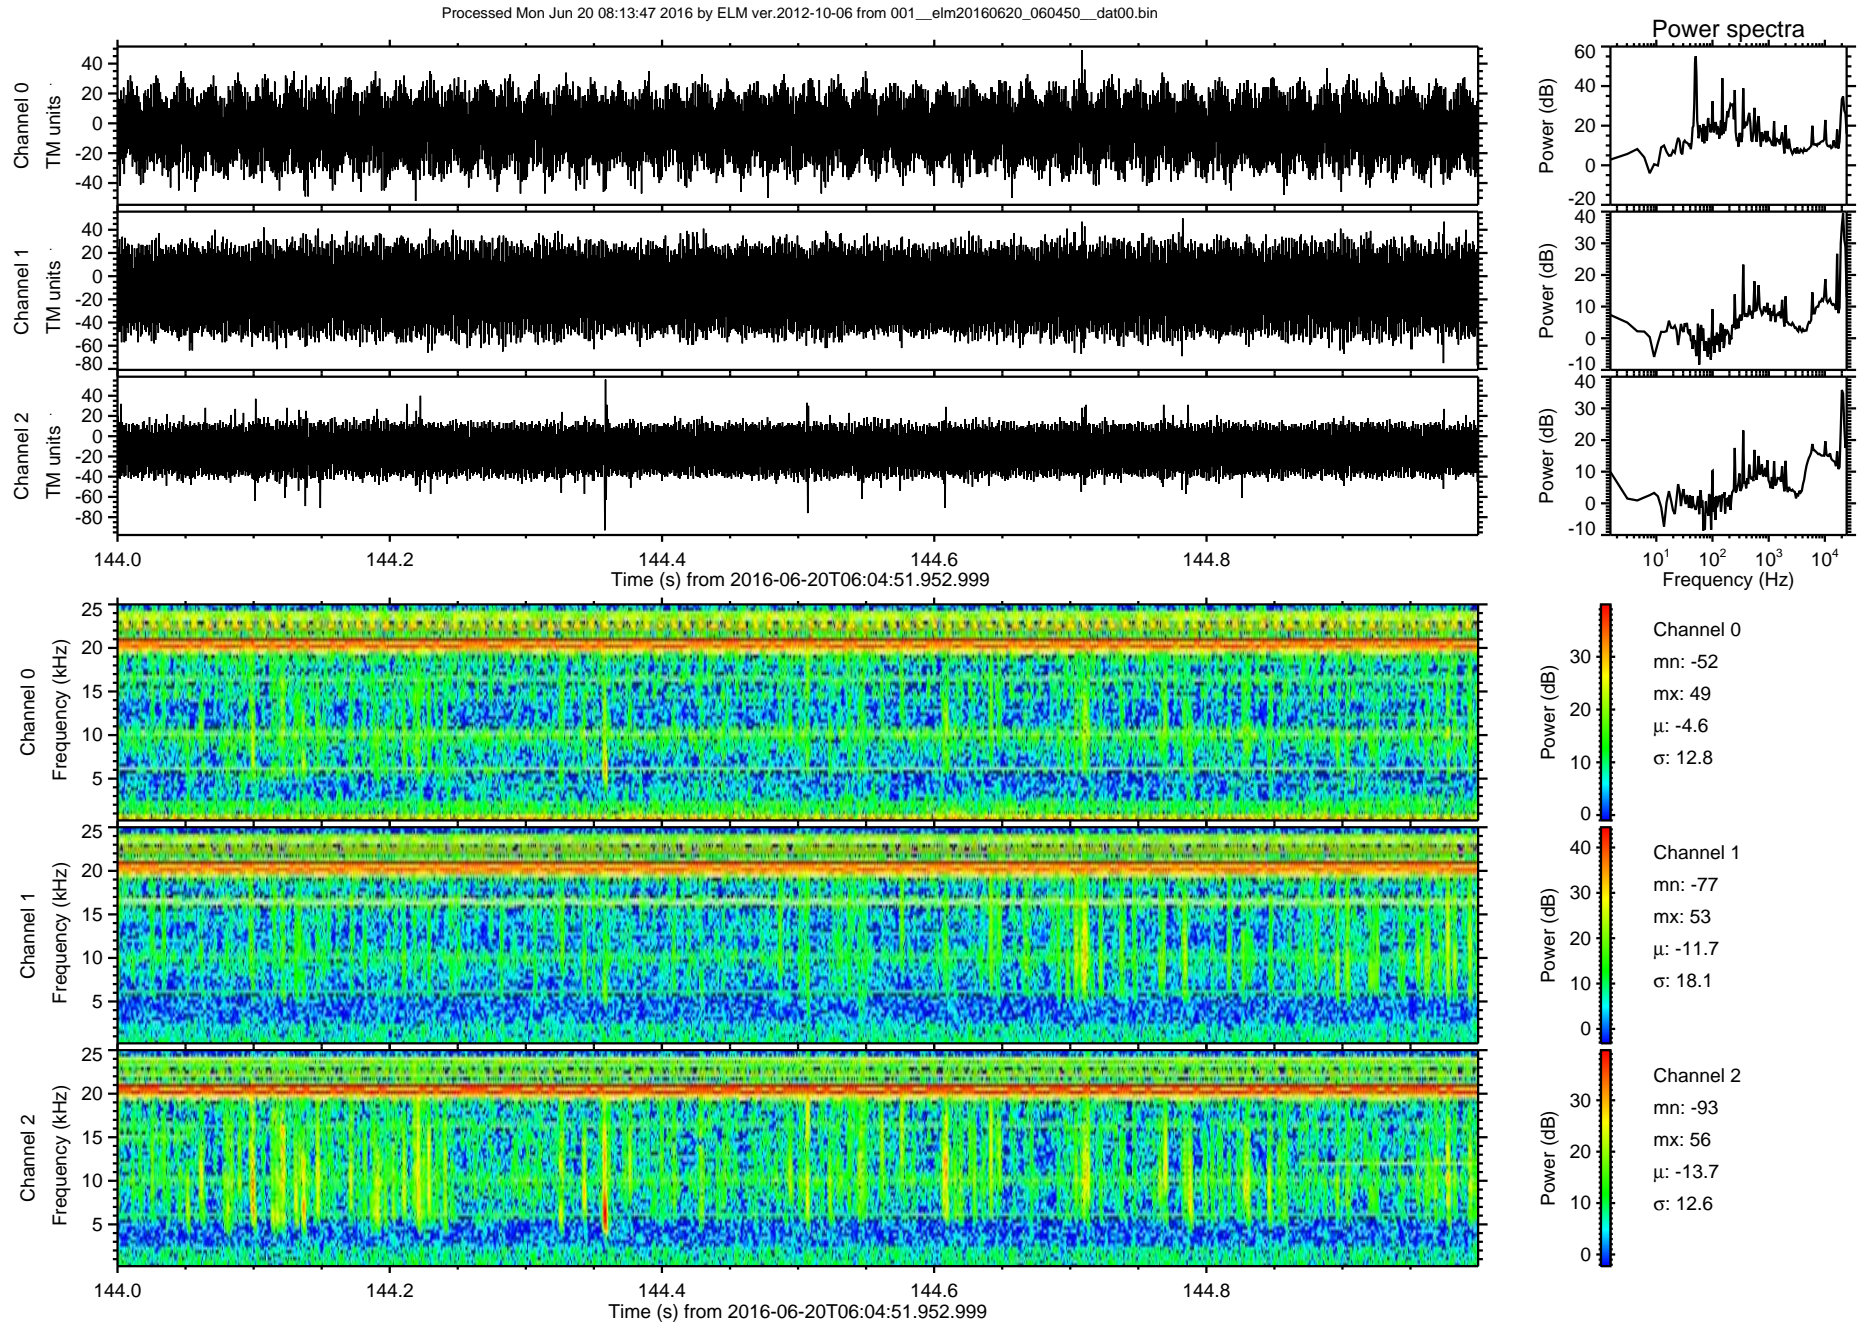 Processed Mon Jun 20 08:13:47 2016 by ELM ver.2012-10-06 from 001__elm20160620_060450__dat00.bin
Power spectra
Channel 0
TM units
40
20
0
-20
-40
Power (dB)
60
40
20
0
-20
Channel 1
TM units
40
20
0
-20
-40
-60
-80
Power (dB)
40
30
20
10
0
-10
Channel 2
TM units
40
20
0
-20
-40
-60
-80
Power (dB)
40
30
20
10
0
-10
144.0 144.2 144.4 144.6 144.8
Time (s) from 2016-06-20T06:04:51.952.999
10¹ 10² 10³ 10⁴
Frequency (Hz)
Channel 0
Frequency (kHz)
25
20
15
10
5
Power (dB)
30
20
10
0
Channel 0
mn: -52
mx: 49
μ: -4.6
σ: 12.8
Channel 1
Frequency (kHz)
25
20
15
10
5
Power (dB)
40
30
20
10
0
Channel 1
mn: -77
mx: 53
μ: -11.7
σ: 18.1
Channel 2
Frequency (kHz)
25
20
15
10
5
Power (dB)
30
20
10
0
Channel 2
mn: -93
mx: 56
μ: -13.7
σ: 12.6
144.0 144.2 144.4 144.6 144.8
Time (s) from 2016-06-20T06:04:51.952.999